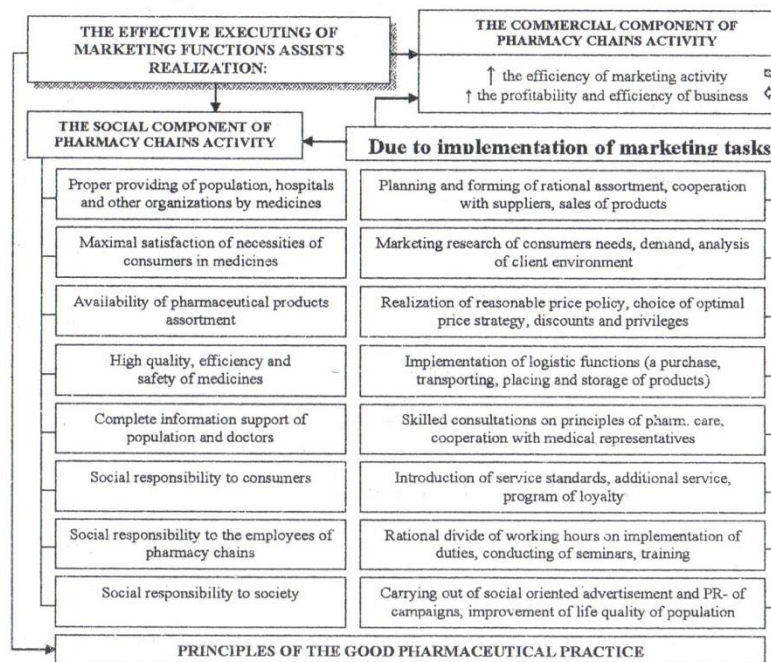 THE EFFECTIVE EXECUTING OF
MARKETING FUNCTIONS ASSISTS
REALIZATION:
THE COMMERCIAL COMPONENT OF
PHARMACY CHAINS ACTIVITY
↑ the efficiency of marketing activity
↑ the profitability and efficiency of business
THE SOCIAL COMPONENT OF
PHARMACY CHAINS ACTIVITY
Due to implementation of marketing tasks
Proper providing of population, hospitals
and other organizations by medicines
Planning and forming of rational assortment, cooperation
with suppliers, sales of products
Maximal satisfaction of necessities of
consumers in medicines
Marketing research of consumers needs, demand, analysis
of client environment
Availability of pharmaceutical products
assortment
Realization of reasonable price policy, choice of optimal
price strategy, discounts and privileges
High quality, efficiency and
safety of medicines
Implementation of logistic functions (a purchase,
transporting, placing and storage of products)
Complete information support of
population and doctors
Skilled consultations on principles of pharm. care,
cooperation with medical representatives
Social responsibility to consumers
Introduction of service standards, additional service,
program of loyalty
Social responsibility to the employees of
pharmacy chains
Rational divide of working hours on implementation of
duties, conducting of seminars, training
Social responsibility to society
Carrying out of social oriented advertisement and PR- of
campaigns, improvement of life quality of population
PRINCIPLES OF THE GOOD PHARMACEUTICAL PRACTICE